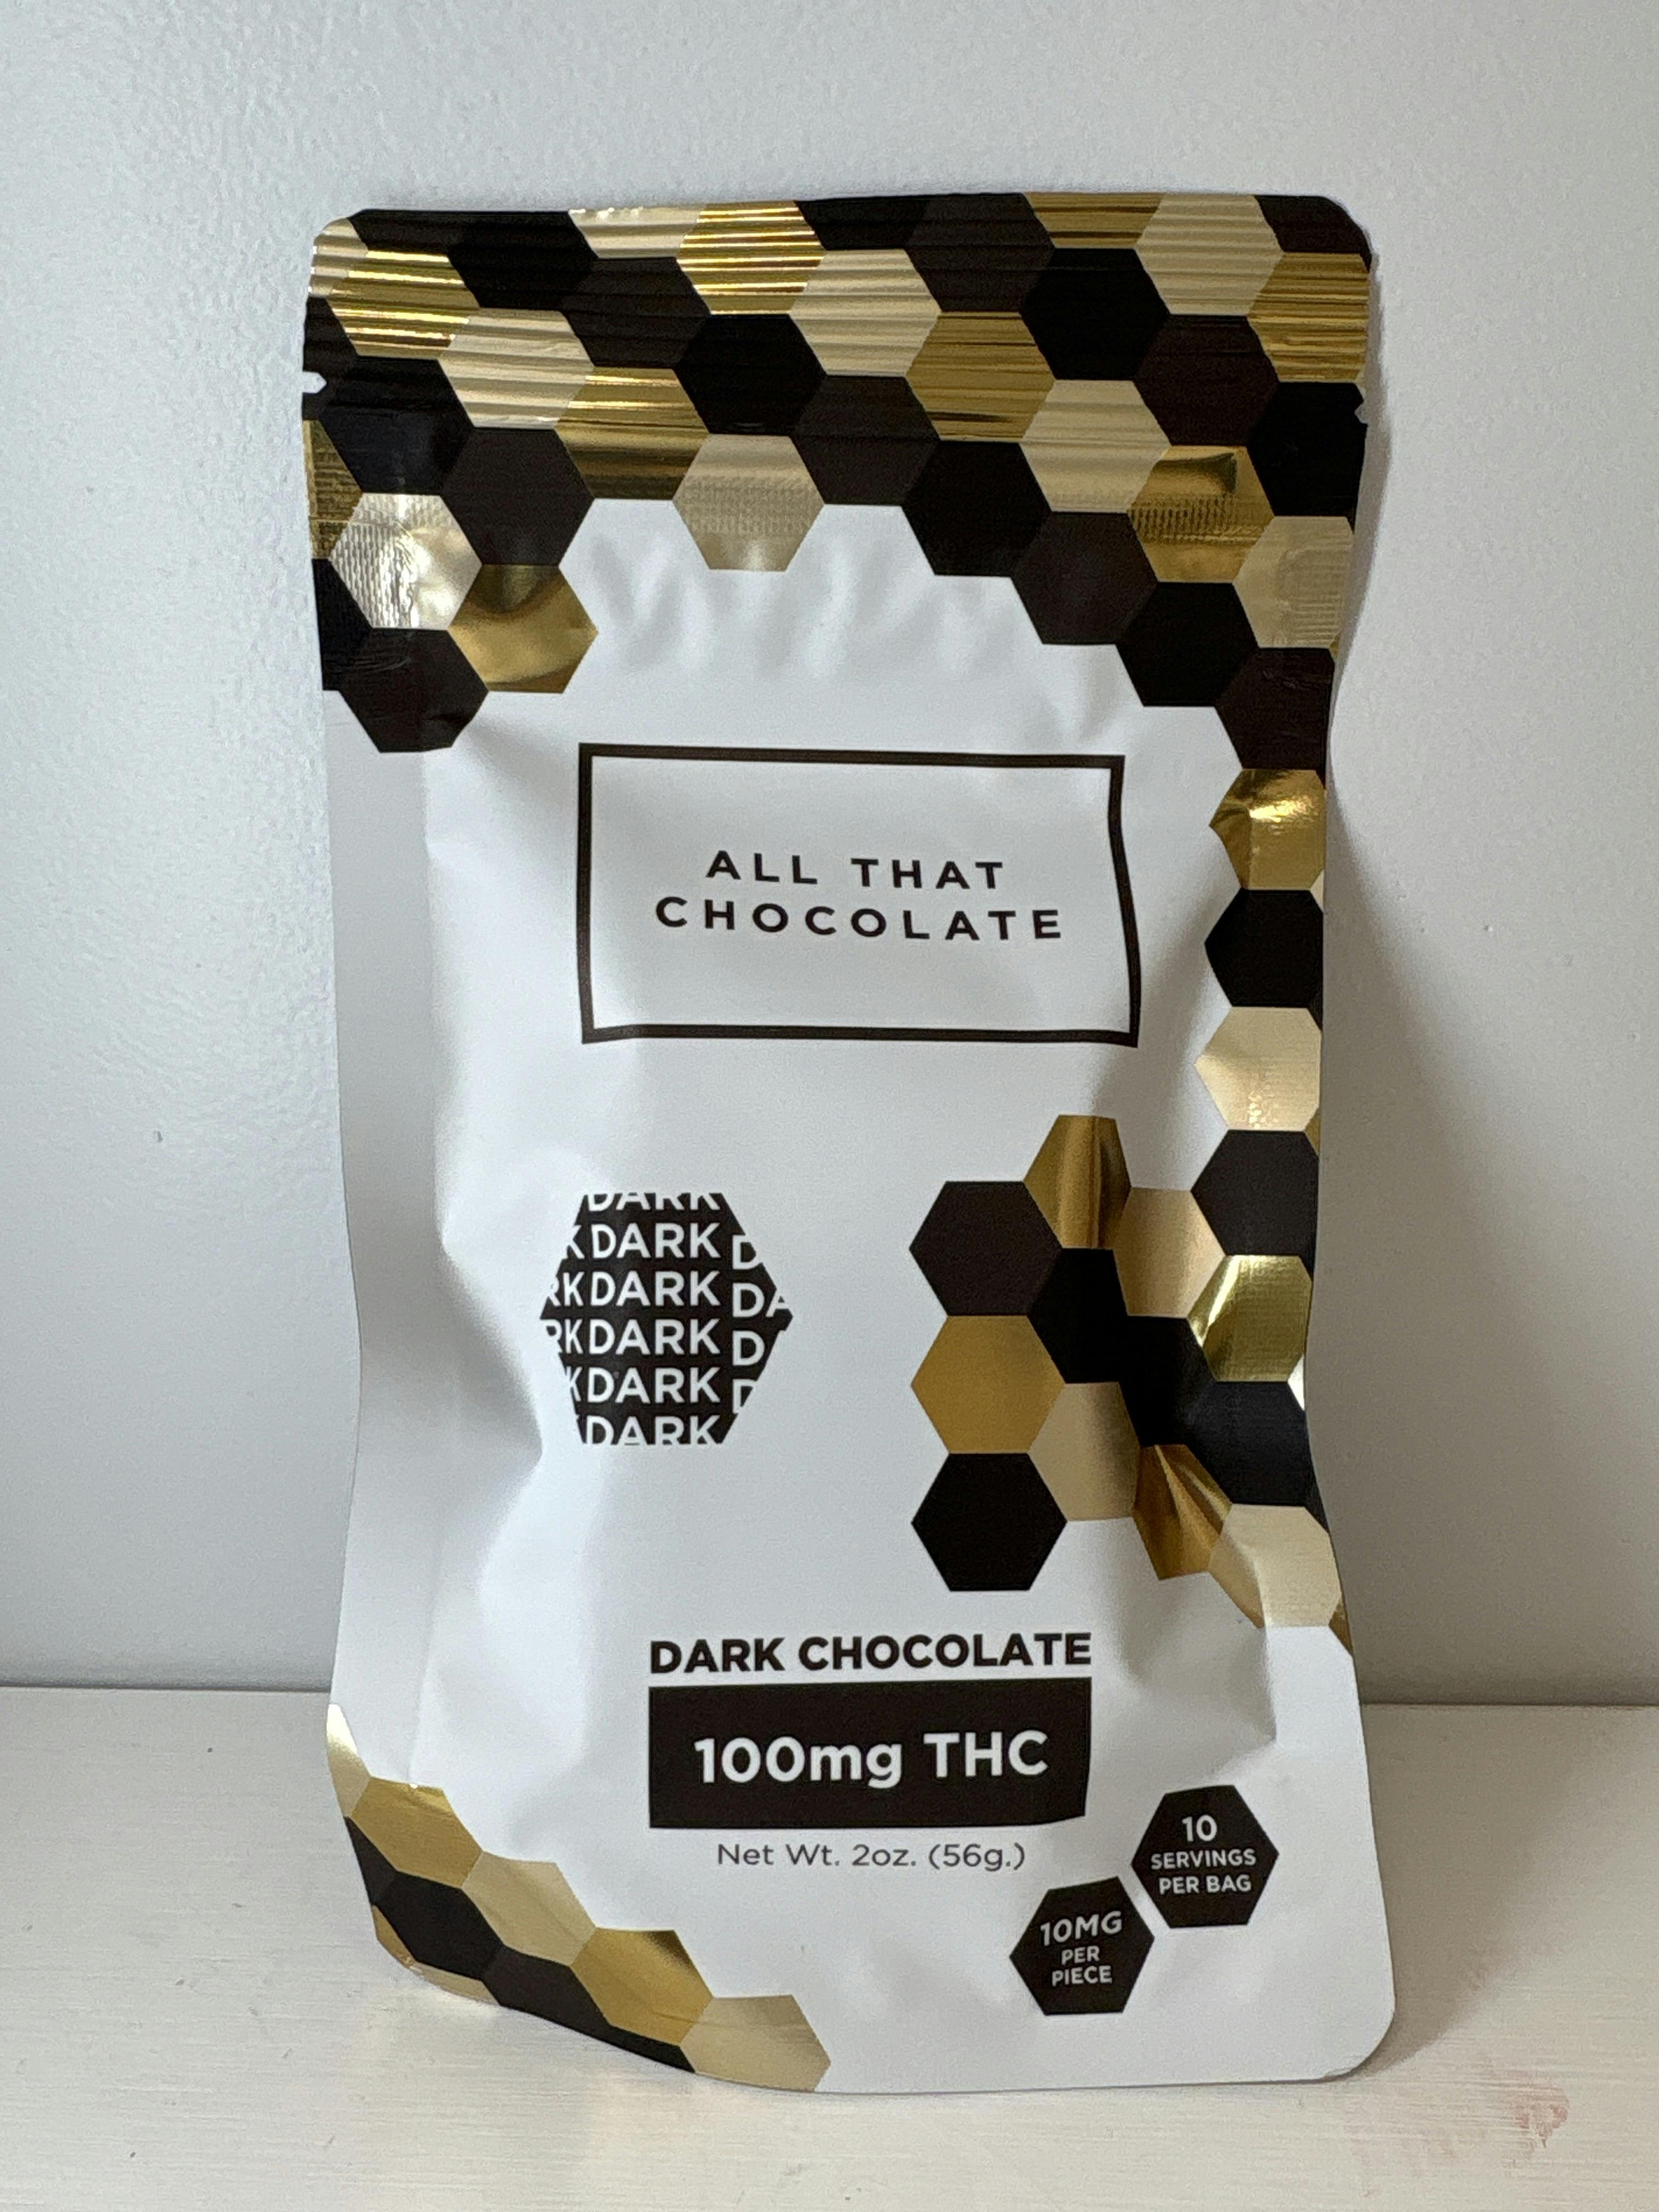 ALL THAT
CHOCOLATE
DARK
DARK
DARK
DARK
DARK
DARK
DARK CHOCOLATE
100mg THC
Net Wt. 2oz. (56g.)
10
SERVINGS
PER BAG
10MG
PER
PIECE